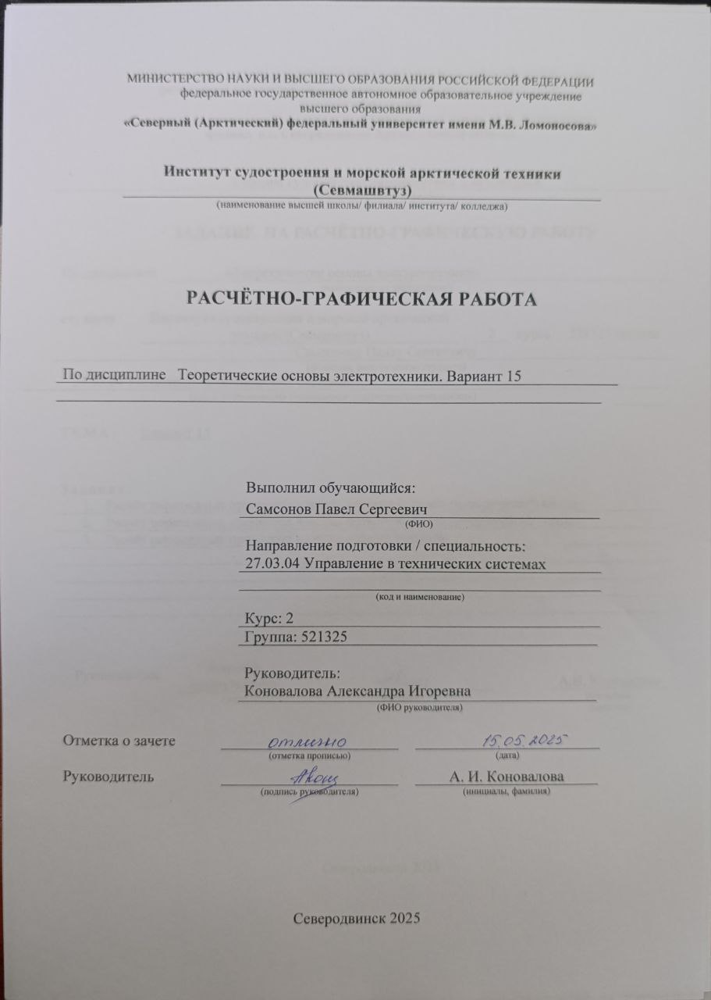 МИНИСТЕРСТВО НАУКИ И ВЫСШЕГО ОБРАЗОВАНИЯ РОССИЙСКОЙ ФЕДЕРАЦИИ
федеральное государственное автономное образовательное учреждение
высшего образования
«Северный (Арктический) федеральный университет имени М.В. Ломоносова»
Институт судостроения и морской арктической техники
(Севмашвтуз)
(наименование высшей школы/ филиала/ института/ колледжа)
РАСЧЁТНО-ГРАФИЧЕСКАЯ РАБОТА
По дисциплине Теоретические основы электротехники. Вариант 15
Выполнил обучающийся:
Самсонов Павел Сергеевич
(ФИО)
Направление подготовки / специальность:
27.03.04 Управление в технических системах
(код и наименование)
Курс: 2
Группа: 521325
Руководитель:
Коновалова Александра Игоревна
(ФИО руководителя)
Отметка о зачете отлично 15.05.2025
(отметка прописью) (дата)
Руководитель А. И. Коновалова
(подпись руководителя) (инициалы, фамилия)
Северодвинск 2025